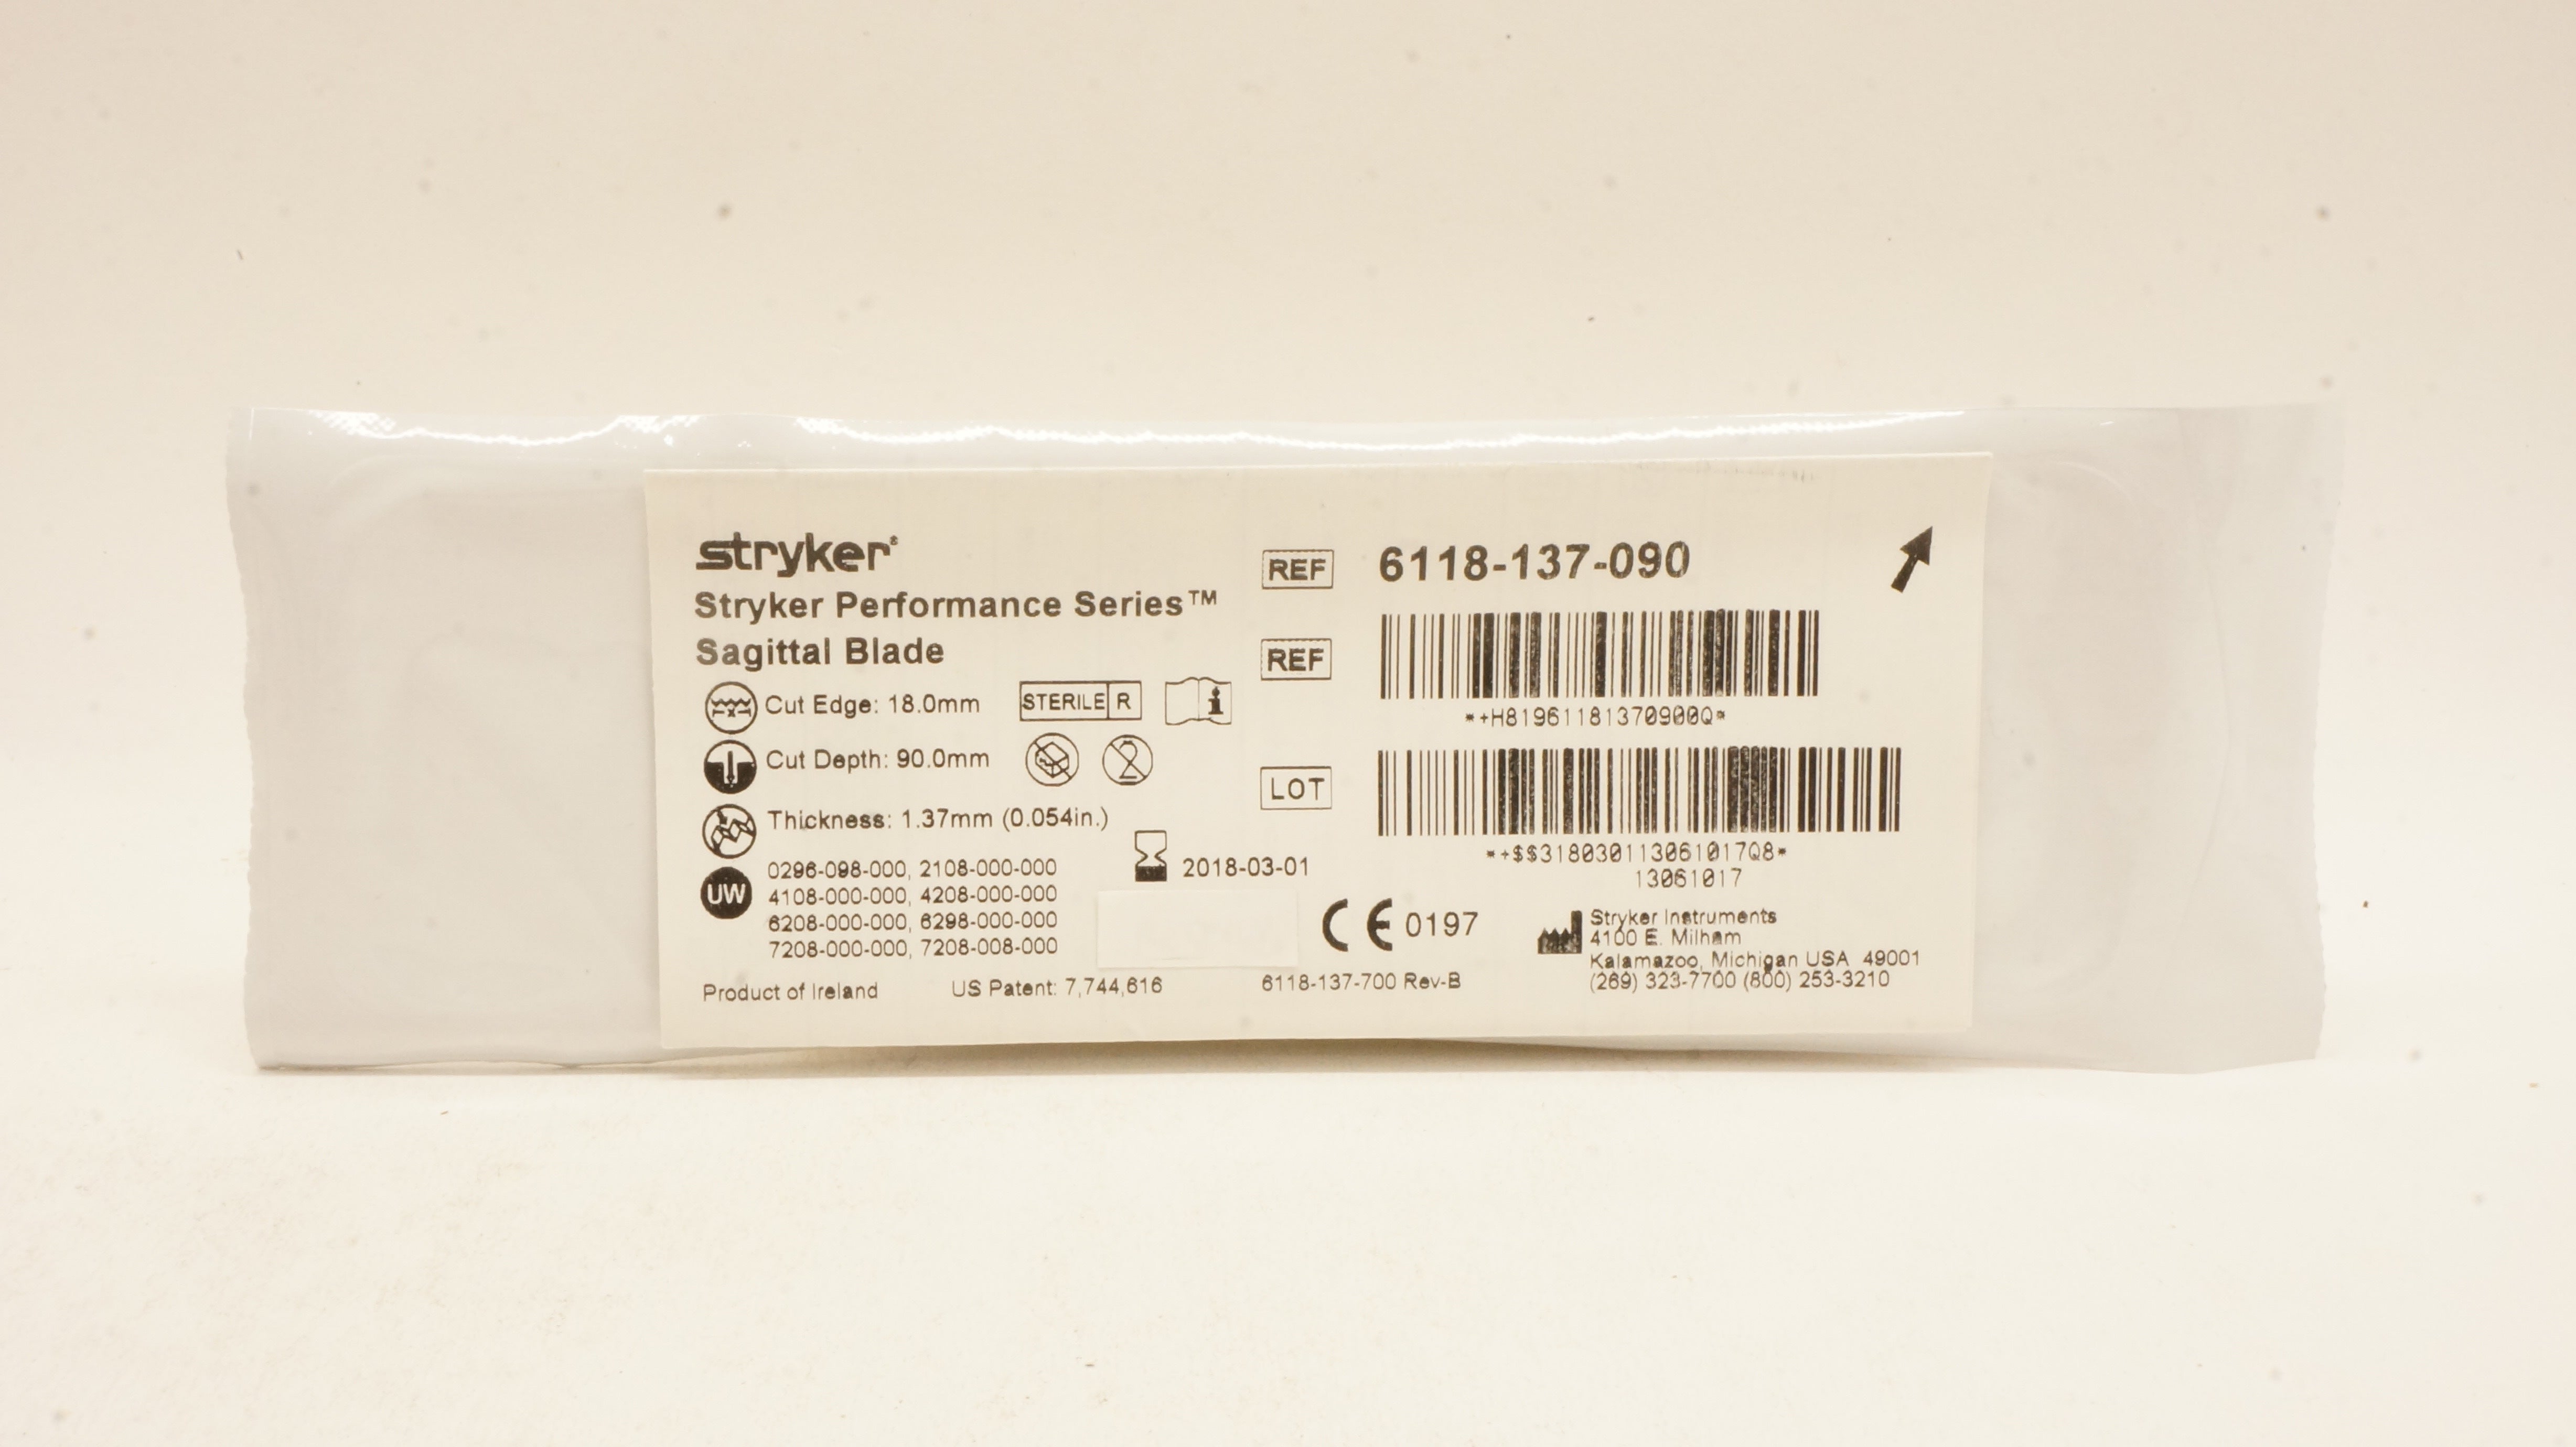 stryker®
Stryker Performance Series™
Sagittal Blade
Cut Edge: 18.0mm
STERILE R
Cut Depth: 90.0mm
2
Thickness: 1.37mm (0.054in.)
UW
0296-098-000, 2108-000-000
4108-000-000, 4208-000-000
6208-000-000, 6298-000-000
7208-000-000, 7208-008-000
2018-03-01
Product of Ireland
US Patent: 7,744,616
REF 6118-137-090
REF
*+H819611813709000Q*
LOT
*+$$318030113061017Q8*
13061017
CE 0197
6118-137-700 Rev-B
Stryker Instruments
4100 E. Milham
Kalamazoo, Michigan USA 49001
(269) 323-7700 (800) 253-3210